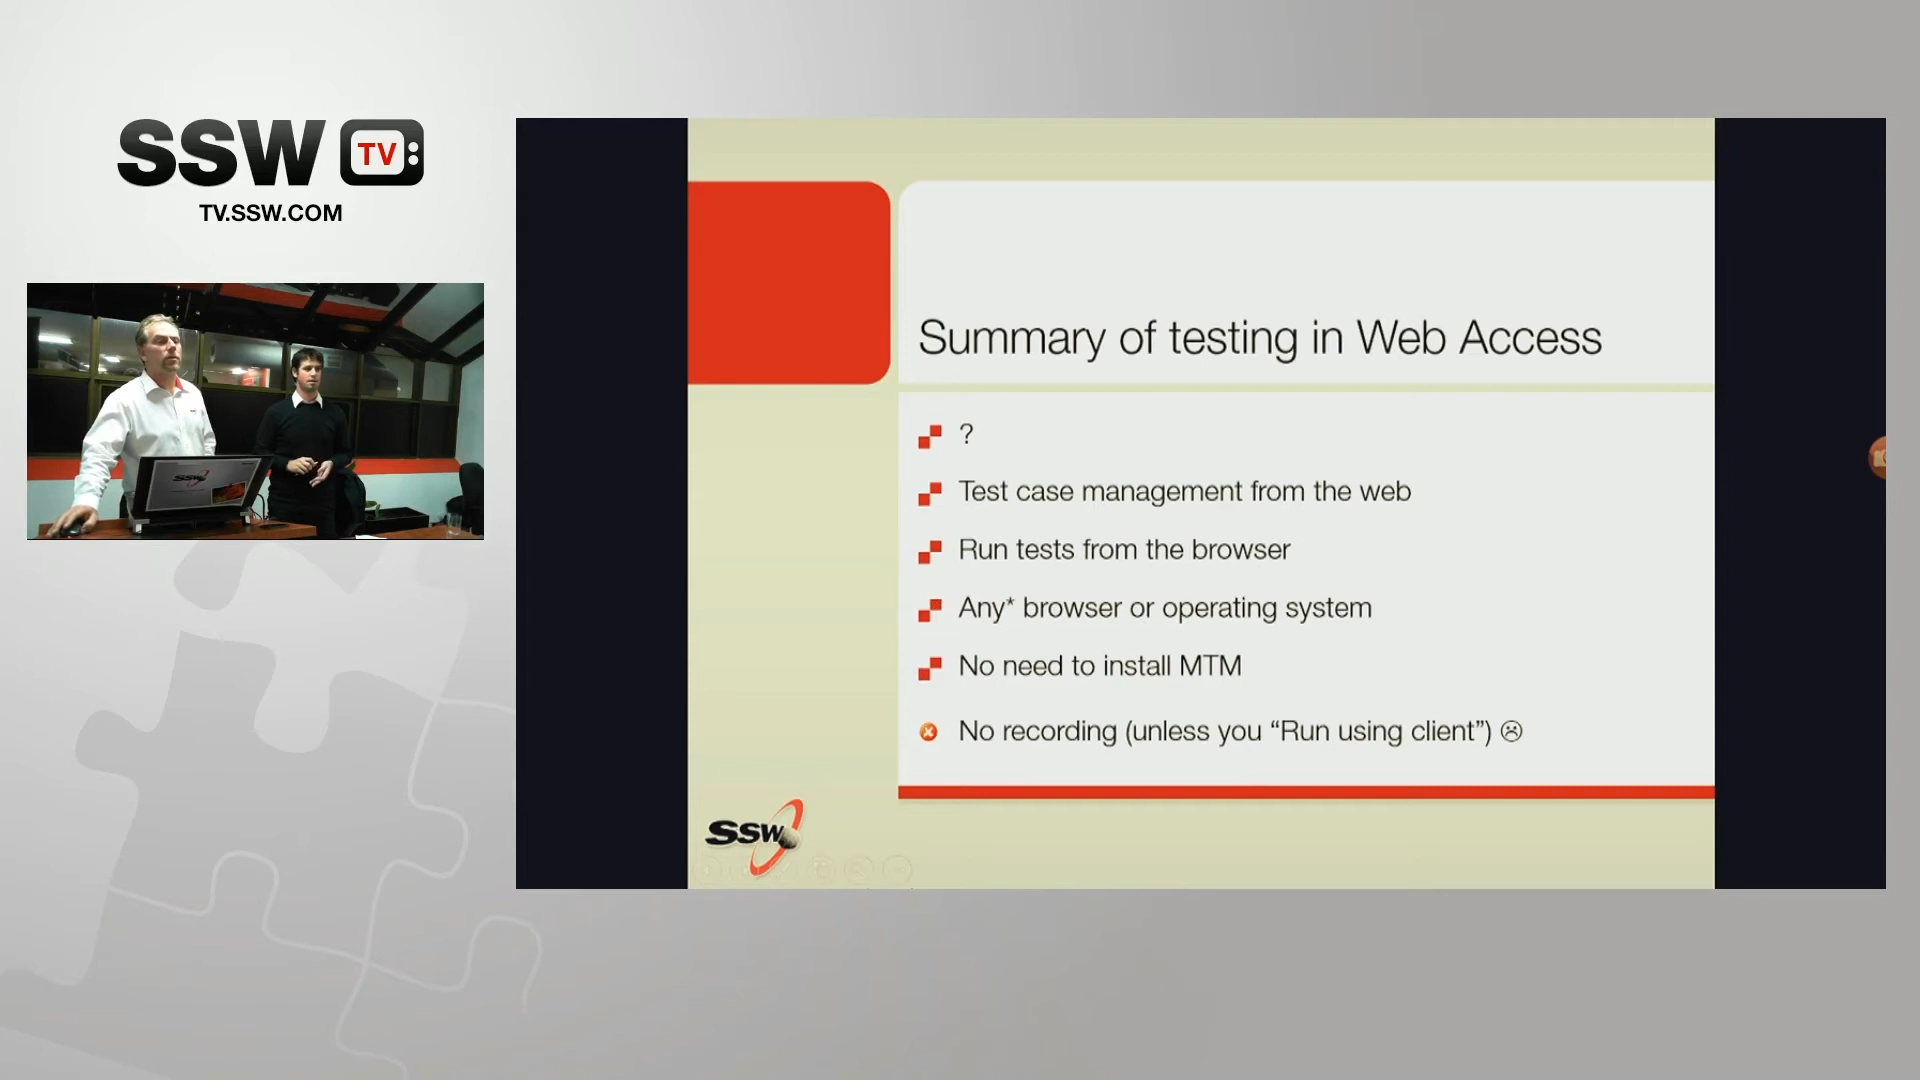 SSW TV
TV.SSW.COM
SSW
Summary of testing in Web Access
?
Test case management from the web
Run tests from the browser
Any* browser or operating system
No need to install MTM
No recording (unless you “Run using client”) ☹
SSW